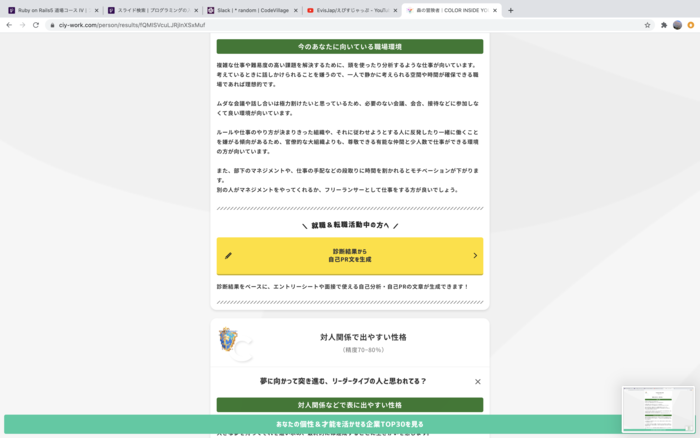 Ruby on Rails5 速習コース IV |
スライド検索 | プログラミングの
Slack | * random | CodeVillage
EvisJap/えびすじゃっぷ - YouTube
森の冒険者 | COLOR INSIDE YO
ciy-work.com/person/results/fQMISVcuLJRjlnXSxMuf
今のあなたに向いている職場環境
複雑な仕事や難易度の高い課題を解決するために、頭を使ったり分析するような仕事が向いています。
考えているときに話しかけられることを嫌うので、一人で静かに考えられる空間や時間が確保できる職
場であれば理想的です。
ムダな会議や話し合いは極力割けたいと思っているため、必要のない会議、会合、接待などに参加しな
くて良い環境が向いています。
ルールや仕事のやり方が決まりきった組織や、それに従わせようとする人に反発したり一緒に働くこと
を嫌がる傾向があるため、官僚的な大組織よりも、尊敬できる有能な仲間と少人数で仕事ができる環境
の方が向いています。
また、部下のマネジメントや、仕事の手配などの段取りに時間を割かれるとモチベーションが下がりま
す。
別の人がマネジメントをやってくれるか、フリーランサーとして仕事をする方が良いでしょう。
\ 就職＆転職活動中の方へ /
診断結果から
自己PR文を生成
診断結果をベースに、エントリーシートや面接で使える自己分析・自己PRの文章が生成できます！
対人関係で出やすい性格
（精度70~80%）
夢に向かって突き進む、リーダータイプの人と思われてる？
対人関係などで表に出やすい性格
あなたの個性＆才能を活かせる企業TOP30を見る